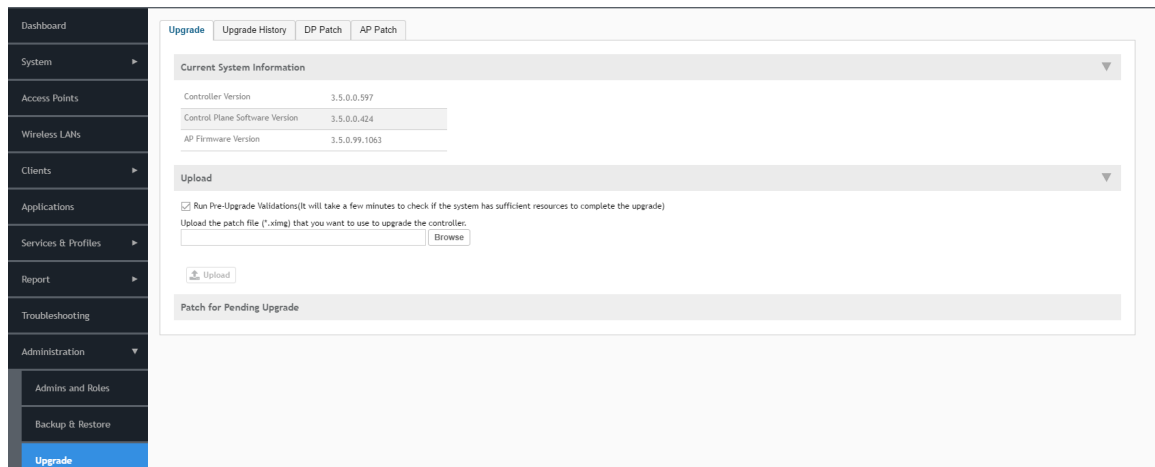 Dashboard
System
Access Points
Wireless LANs
Clients
Applications
Services & Profiles
Report
Troubleshooting
Administration
Admins and Roles
Backup & Restore
Upgrade
Upgrade Upgrade History DP Patch AP Patch
Current System Information
Controller Version 3.5.0.0.597
Control Plane Software Version 3.5.0.0.424
AP Firmware Version 3.5.0.99.1063
Upload
Run Pre-Upgrade Validations(It will take a few minutes to check if the system has sufficient resources to complete the upgrade)
Upload the patch file (*.ximg) that you want to use to upgrade the controller.
Browse
Upload
Patch for Pending Upgrade